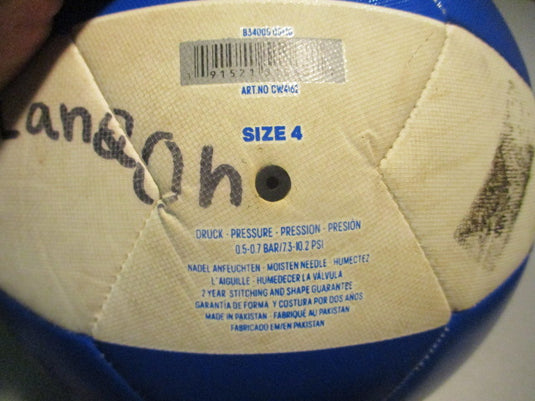 ART.NO CW4162
SIZE 4
DRUCK - PRESSURE - PRESSION - PRESIÓN
0.5-0.7 BAR/7.3-10.2 PSI
NADEL ANFEUCHTEN - MOISTEN NEEDLE - HUMECTEZ
L'AIGUILLE - HUMEDECER LA VÁLVULA
2 YEAR STITCHING AND SHAPE GUARANTEE
GARANTÍA DE FORMA Y COSTURA POR DOS AÑOS
MADE IN PAKISTAN - FABRIQUÉ AU PAKISTAN
FABRICADO EM/EN PAKISTAN